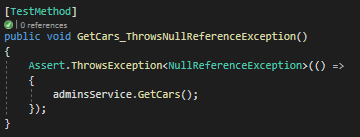 [TestMethod]
| 0 references
public void GetCars_ThrowsNullReferenceException()
{
Assert.ThrowsException<NullReferenceException>(() =>
{
adminsService.GetCars();
});
}